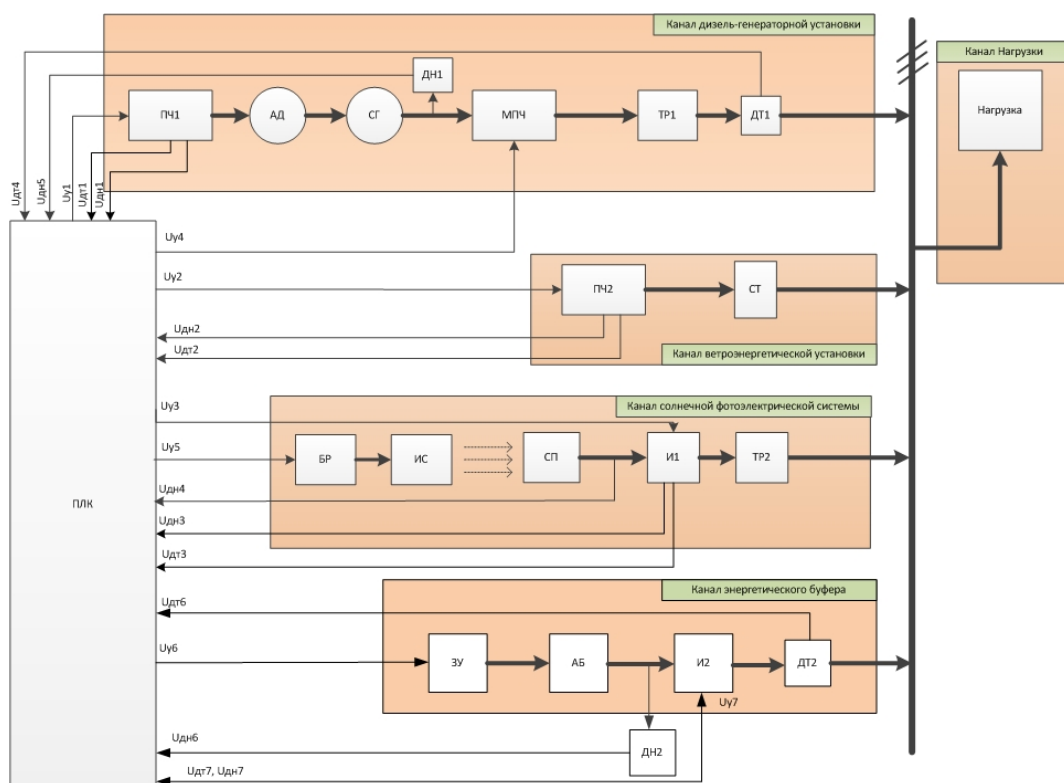 Канал дизель-генераторной установки
Канал Нагрузки
ДН1
ПЧ1
АД
СГ
МПЧ
ТР1
ДТ1
Нагрузка
Uдт4
Uдн5
Uу1
Uдт1
Uдн1
Uу4
Uу2
ПЧ2
СТ
Uдн2
Uдт2
Канал ветроэнергетической установки
Uу3
Канал солнечной фотоэлектрической системы
Uу5
БР
ИС
СП
И1
ТР2
Uдн4
ПЛК
Uдн3
Uдт3
Канал энергетического буфера
Uдт6
Uу6
ЗУ
АБ
И2
ДТ2
Uу7
Uдн6
ДН2
Uдт7, Uдн7